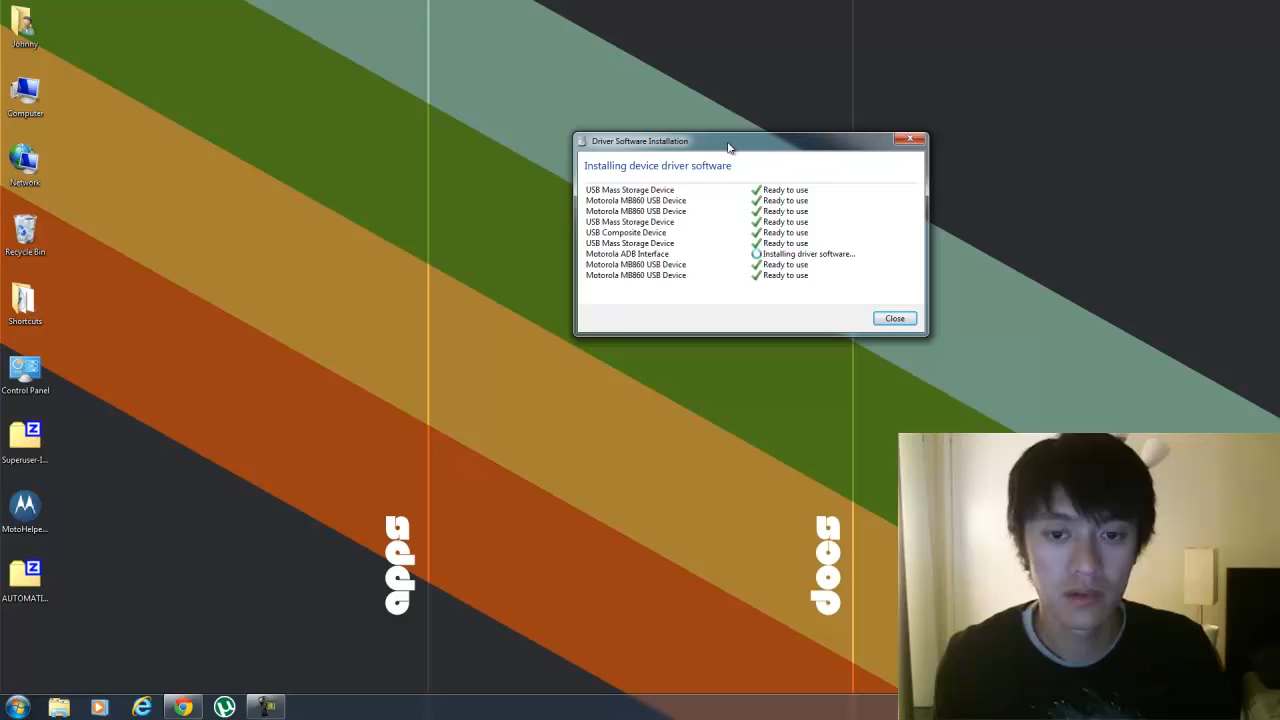 Johnny
Computer
Network
Recycle Bin
Shortcuts
Control Panel
Superuser-I...
MotoHelpe...
AUTOMATI...
apps
docs
Driver Software Installation
Installing device driver software
USB Mass Storage Device Ready to use
Motorola MB860 USB Device Ready to use
Motorola MB860 USB Device Ready to use
USB Mass Storage Device Ready to use
USB Composite Device Ready to use
USB Mass Storage Device Ready to use
Motorola ADB Interface Installing driver software...
Motorola MB860 USB Device Ready to use
Motorola MB860 USB Device Ready to use
Close